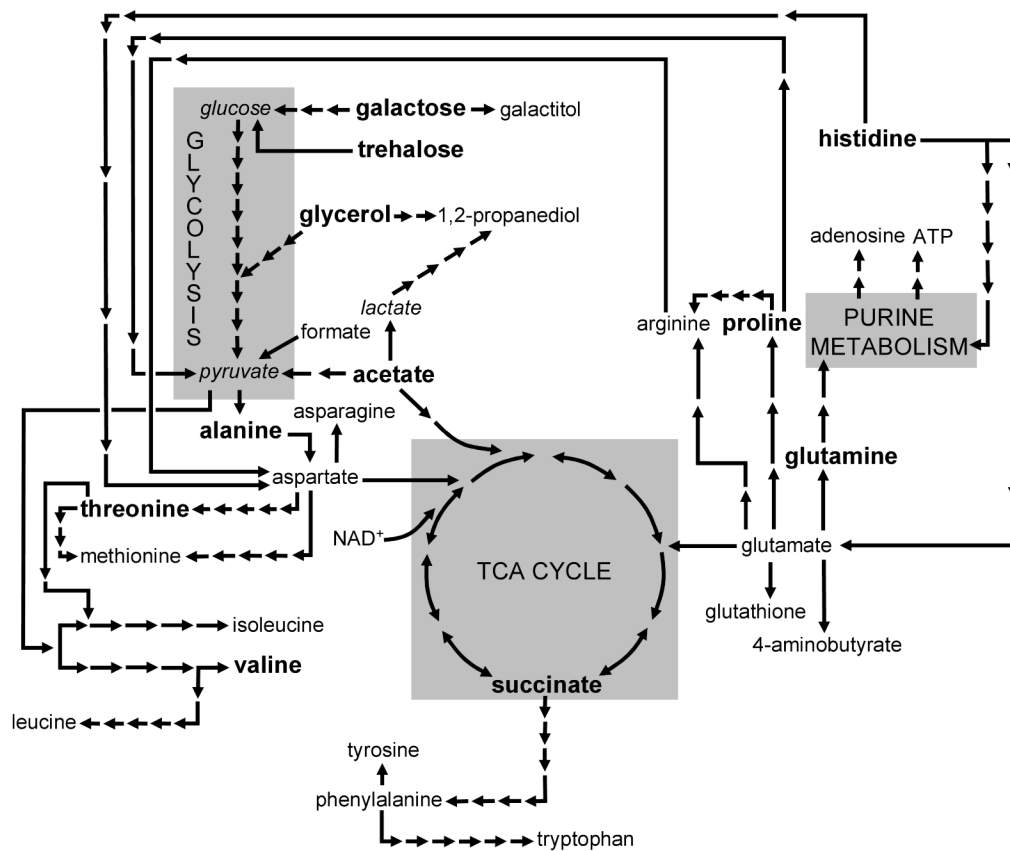 glucose
galactose
galactitol
GLYCOLYSIS
trehalose
histidine
glycerol
1,2-propanediol
adenosine
ATP
lactate
formate
arginine
proline
PURINE
METABOLISM
pyruvate
acetate
asparagine
alanine
glutamine
aspartate
threonine
NAD+
methionine
TCA CYCLE
glutamate
glutathione
isoleucine
4-aminobutyrate
valine
succinate
leucine
tyrosine
phenylalanine
tryptophan